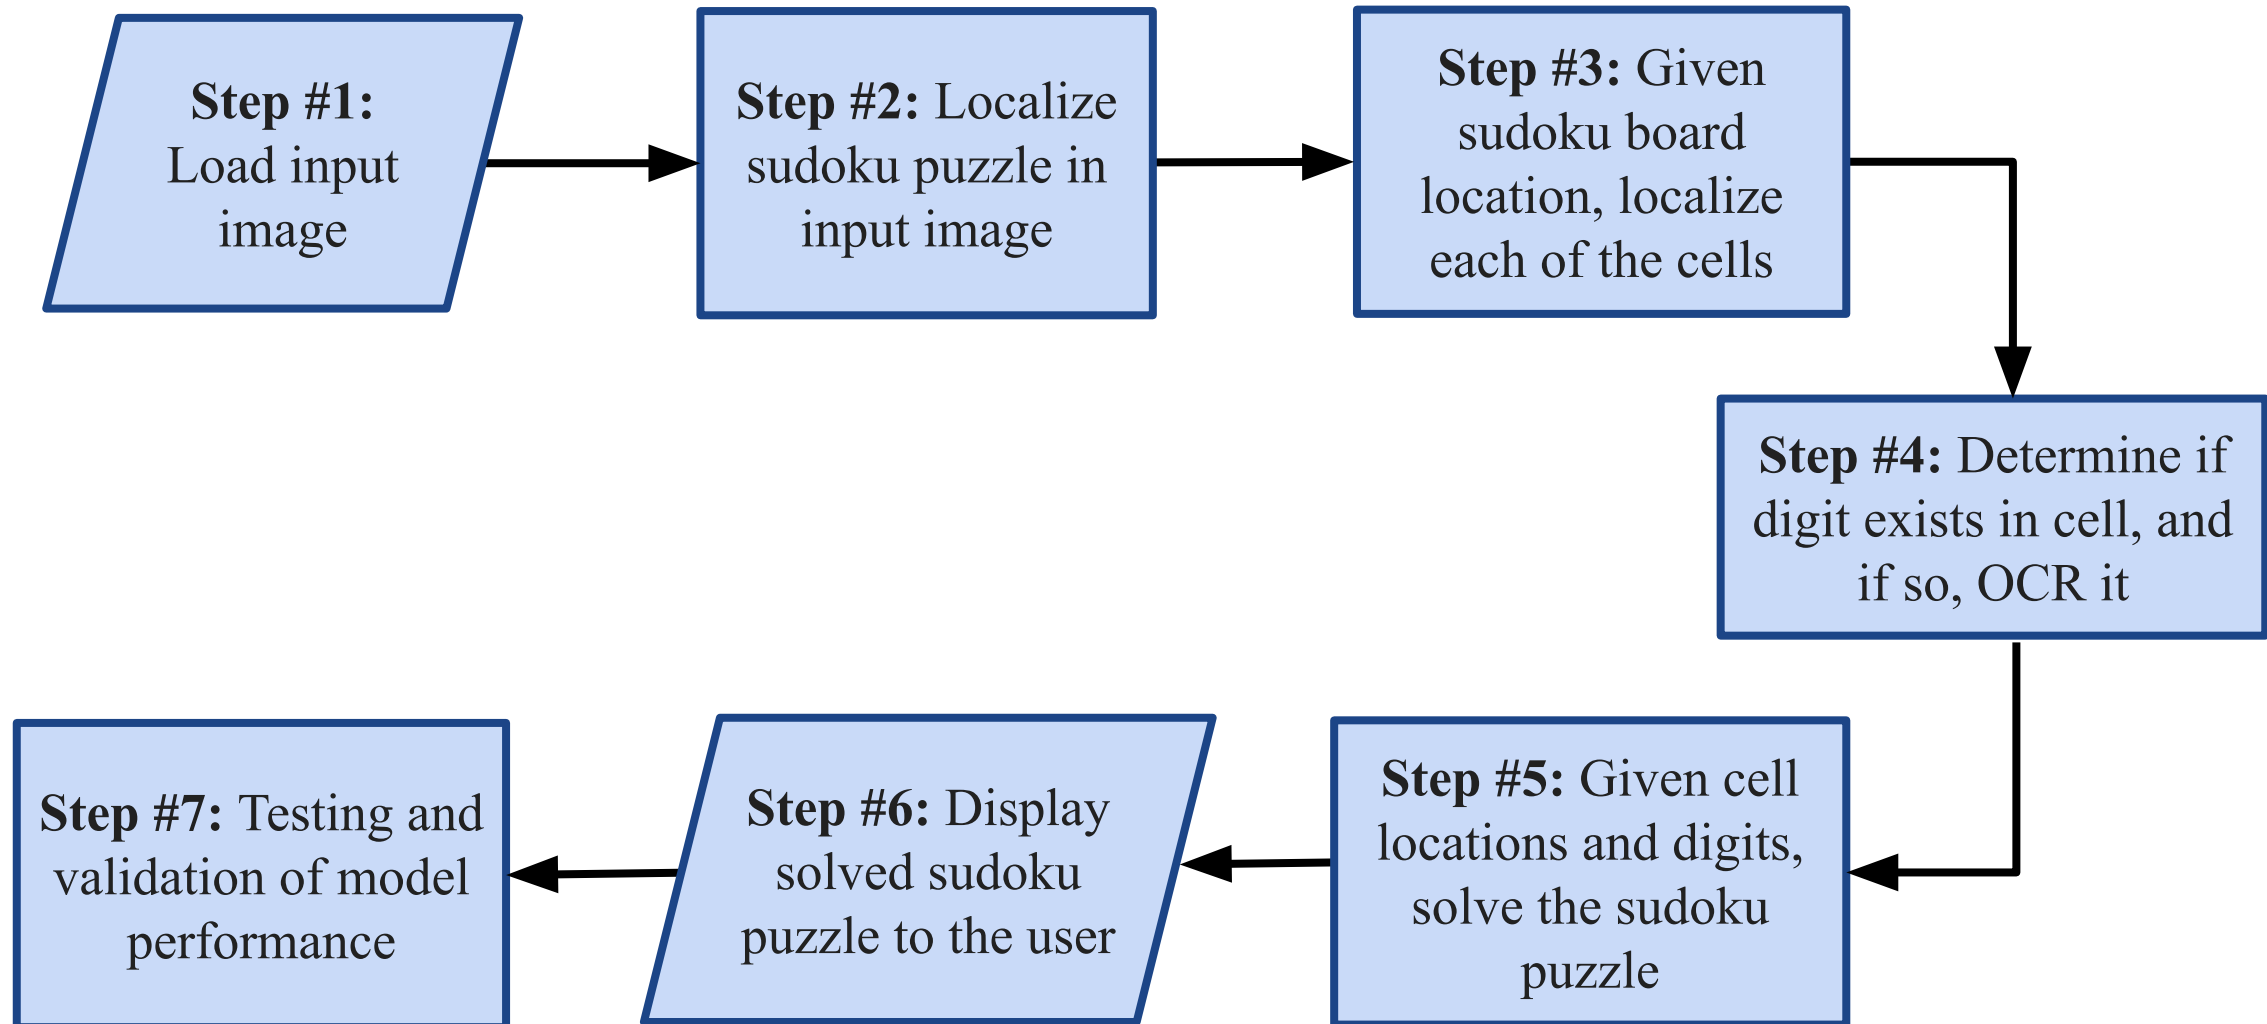 Step #1:
Load input
image
Step #2: Localize
sudoku puzzle in
input image
Step #3: Given
sudoku board
location, localize
each of the cells
Step #4: Determine if
digit exists in cell, and
if so, OCR it
Step #5: Given cell
locations and digits,
solve the sudoku
puzzle
Step #6: Display
solved sudoku
puzzle to the user
Step #7: Testing and
validation of model
performance